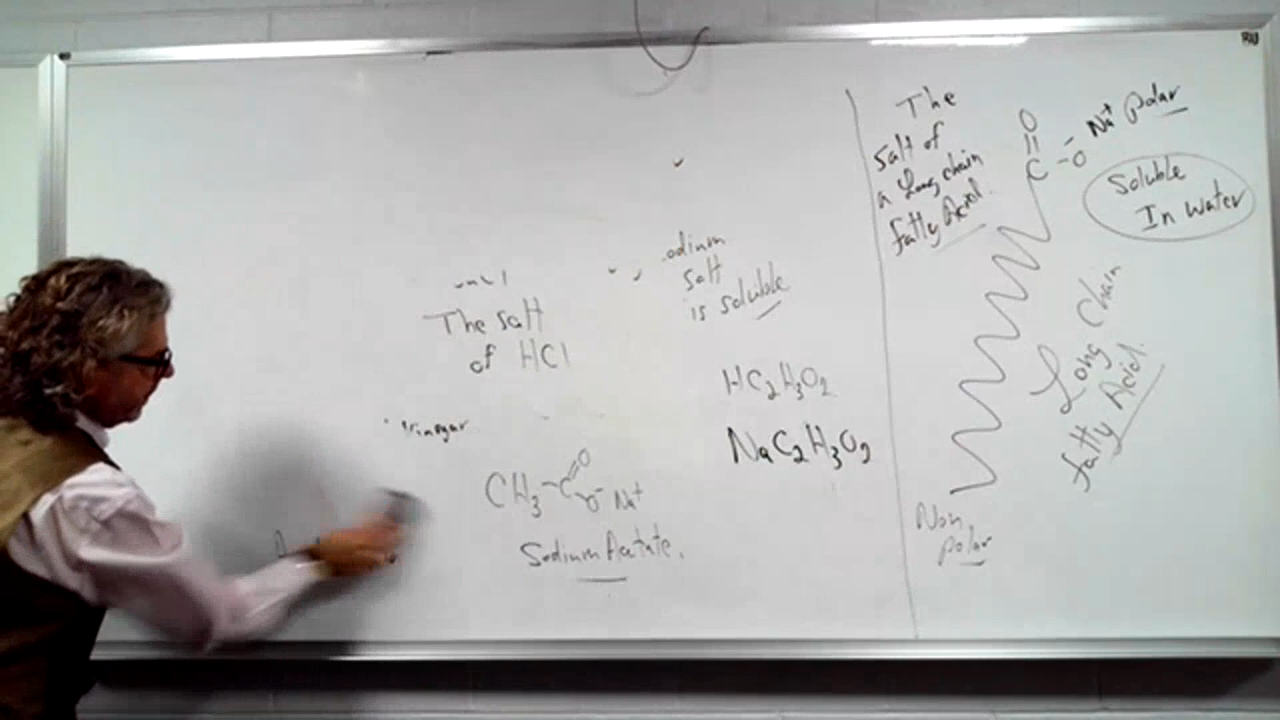 The salt
of HCl
vinegar
CH3-C
O
O- Na+
Sodium Acetate.
odium
salt
is soluble
HC2H3O2
NaC2H3O2
The
salt of
a Long chain
fatty Acid.
O
C -O- Na+ polar
Soluble
In water
Long Chain
fatty Acid.
Non
polar